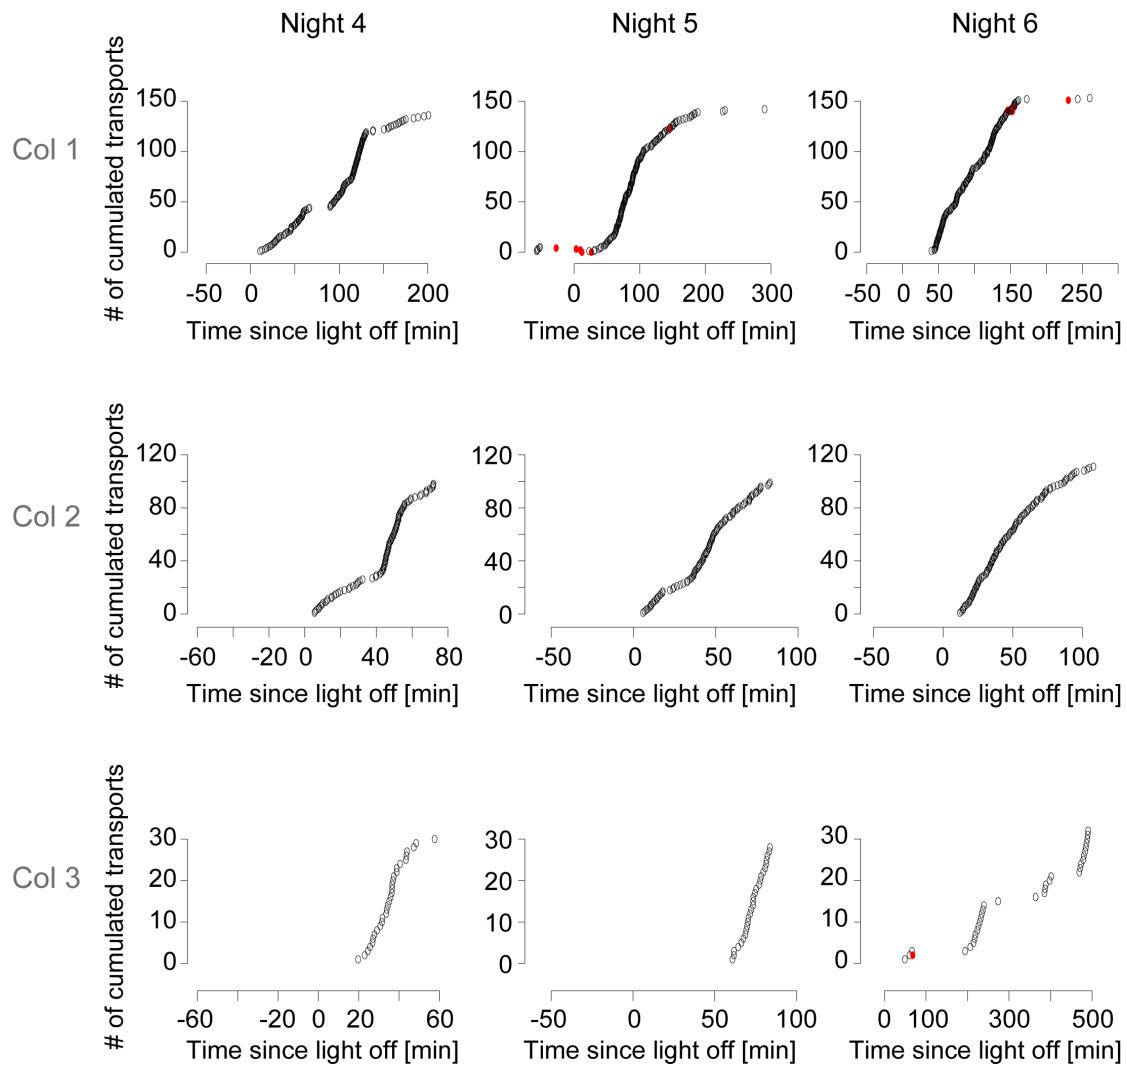 Night 4 Night 5 Night 6
Col 1
# of cumulated transports
150 150 150
100 100 100
50 50 50
0 0 0
-50 0 100 200 0 100 200 300 -50 0 50 150 250
Time since light off [min] Time since light off [min] Time since light off [min]
Col 2
# of cumulated transports
120 120 120
80 80 80
40 40 40
0 0 0
-60 -20 0 40 80 -50 0 50 100 -50 0 50 100
Time since light off [min] Time since light off [min] Time since light off [min]
Col 3
# of cumulated transports
30 30 30
20 20 20
10 10 10
0 0 0
-60 -20 0 20 60 -50 0 50 100 0 100 300 500
Time since light off [min] Time since light off [min] Time since light off [min]